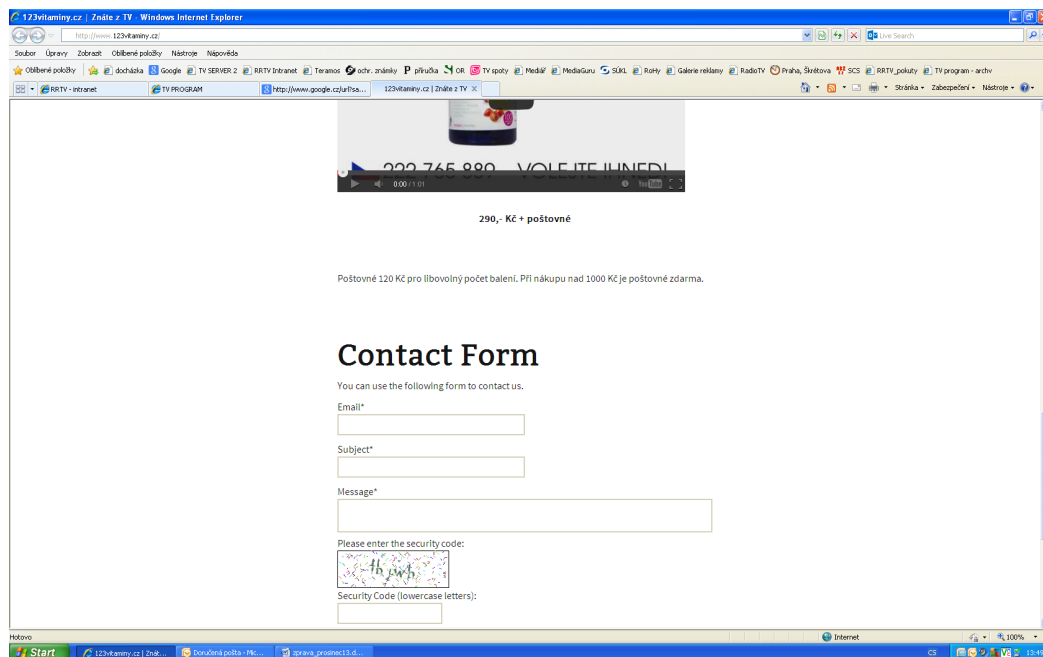 123vitaminy.cz | Znáte z TV - Windows Internet Explorer
http://www.123vitaminy.cz/
Live Search
Soubor Úpravy Zobrazit Oblíbené položky Nástroje Nápověda
Oblíbené položky docházka Google TV SERVER 2 RRTV Intranet Teramos ochr. známky příručka OR TV spoty Mediář MediaGuru SÚKL RoHy Galerie reklamy RadioTV Praha, Škrétova SCS RRTV_pokuty TV program - archiv
RRTV - intranet TV PROGRAM http://www.google.cz/url?sa... 123vitaminy.cz | Znáte z TV Stránka Zabezpečení Nástroje
222 765 889 VOLEJTE IHNED!
0:00 / 1:01 YouTube
290,- Kč + poštovné
Poštovné 120 Kč pro libovolný počet balení. Při nákupu nad 1000 Kč je poštovné zdarma.
Contact Form
You can use the following form to contact us.
Email*
Subject*
Message*
Please enter the security code:
Security Code (lowercase letters):
Hotovo Internet 100%
Start 123vitaminy.cz | Znát... Doručená pošta - Mic... zprava_prosinec13.d... CS 13:49